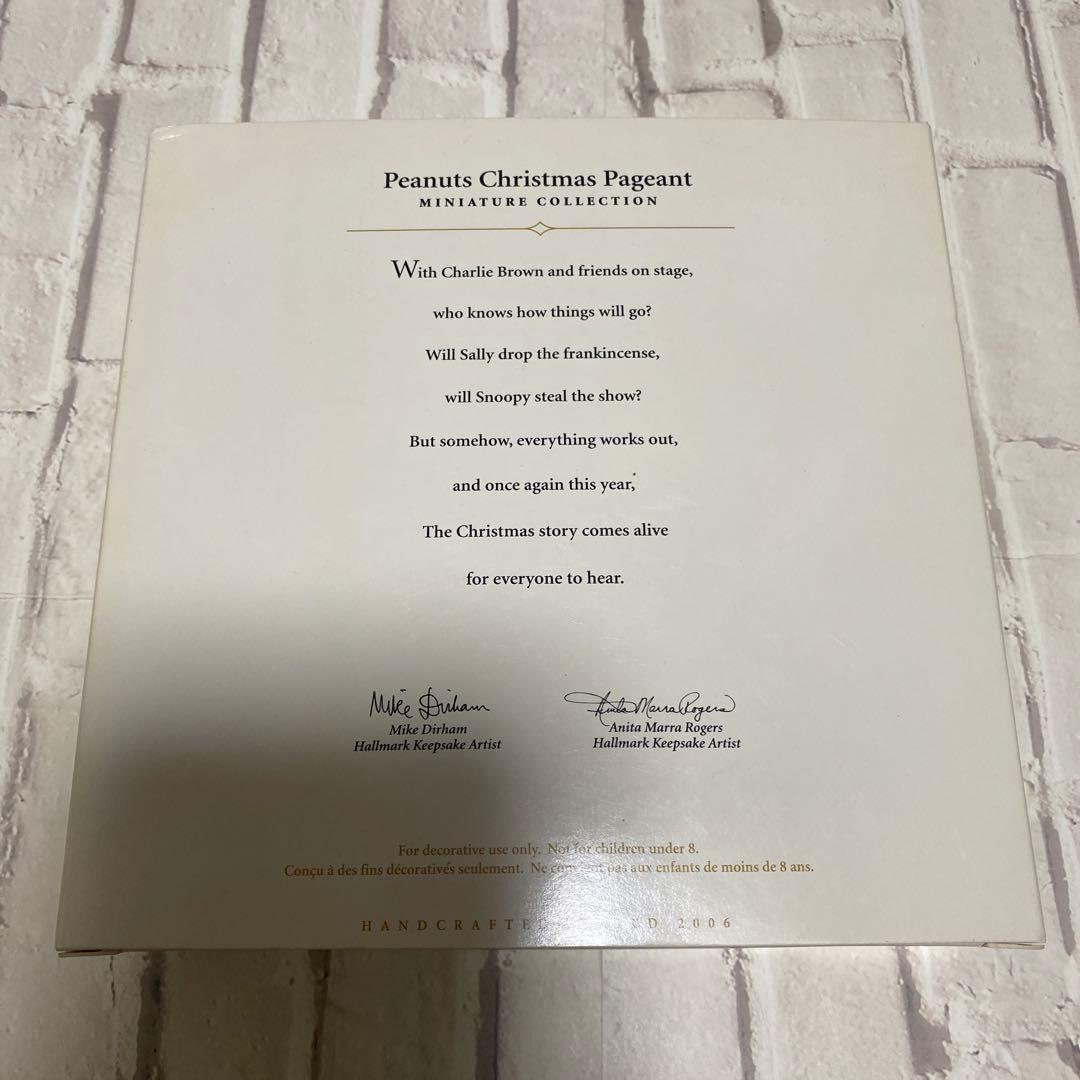 Peanuts Christmas Pageant
MINIATURE COLLECTION
With Charlie Brown and friends on stage,
who knows how things will go?
Will Sally drop the frankincense,
will Snoopy steal the show?
But somehow, everything works out,
and once again this year,
The Christmas story comes alive
for everyone to hear.
Mike Dirham Anita Marra Rogers
Mike Dirham Anita Marra Rogers
Hallmark Keepsake Artist Hallmark Keepsake Artist
For decorative use only. Not for children under 8.
Conçu à des fins décoratives seulement. Ne convient pas aux enfants de moins de 8 ans.
HANDCRAFTED 2006